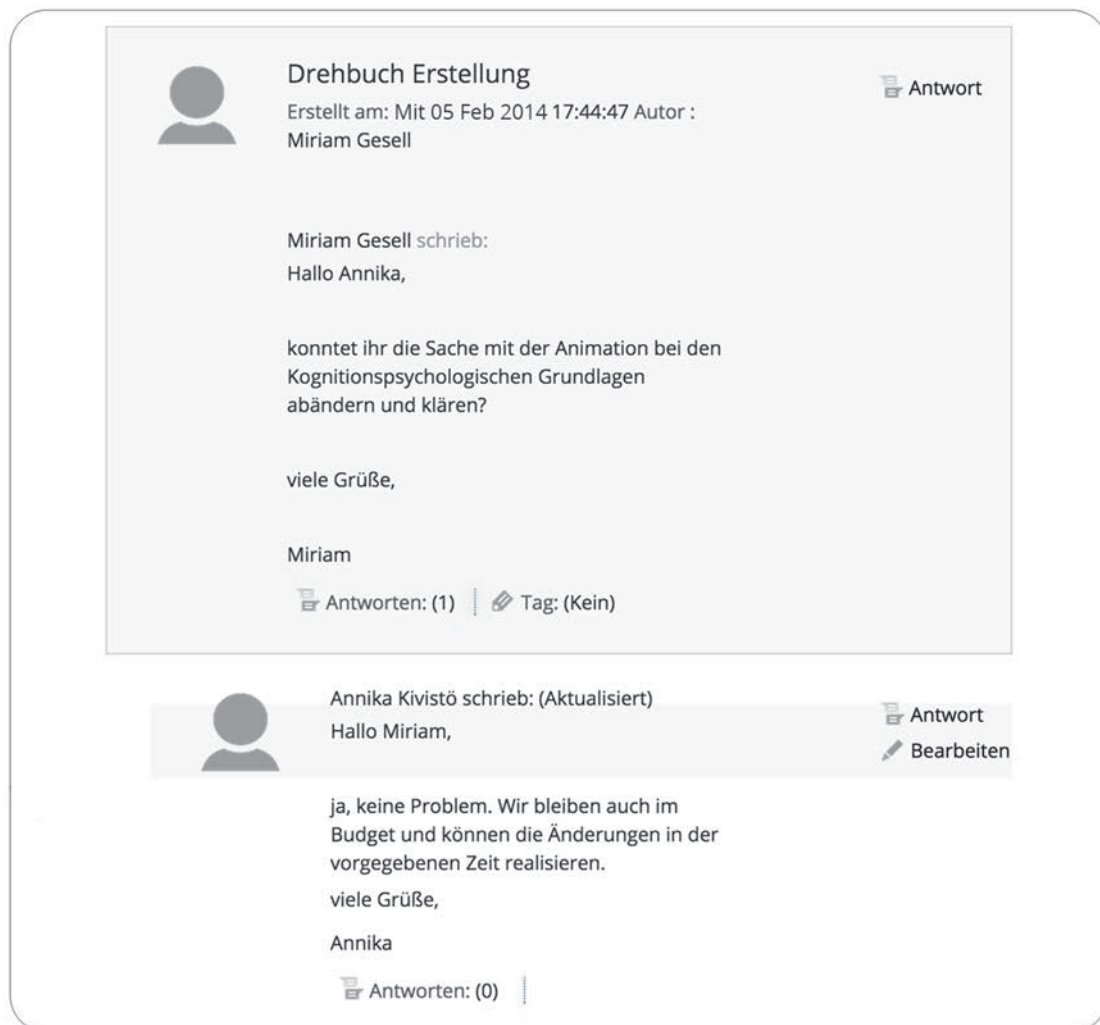 Drehbuch Erstellung
Antwort
Erstellt am: Mit 05 Feb 2014 17:44:47 Autor :
Miriam Gesell
Miriam Gesell schrieb:
Hallo Annika,
konntet ihr die Sache mit der Animation bei den
Kognitionspsychologischen Grundlagen
abändern und klären?
viele Grüße,
Miriam
Antworten: (1) Tag: (Kein)
Annika Kivistö schrieb: (Aktualisiert)
Antwort
Hallo Miriam,
Bearbeiten
ja, keine Problem. Wir bleiben auch im
Budget und können die Änderungen in der
vorgegebenen Zeit realisieren.
viele Grüße,
Annika
Antworten: (0)